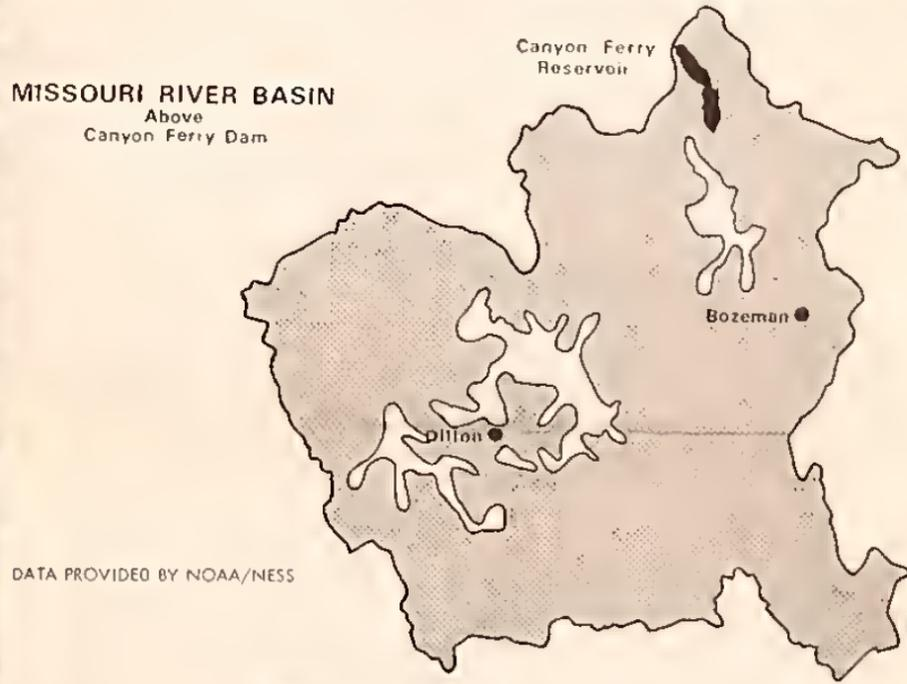 MISSOURI RIVER BASIN
Above
Canyon Ferry Dam
Canyon Ferry
Reservoir
Bozeman
Dillon
DATA PROVIDED BY NOAA/NESS